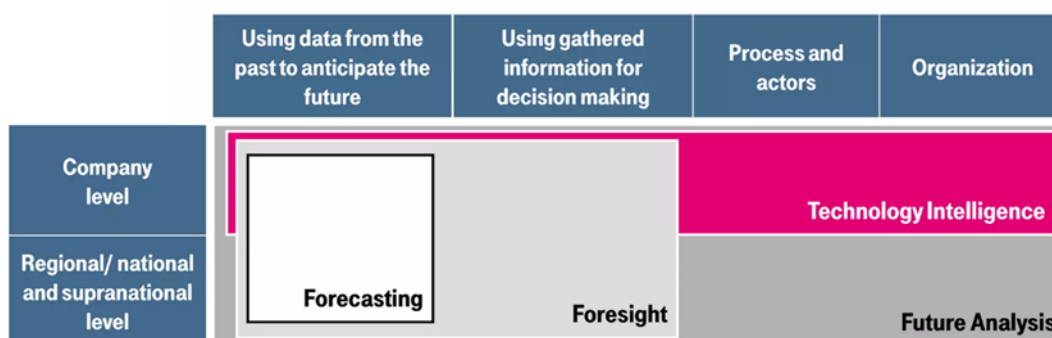 Using data from the
past to anticipate the
future
Using gathered
information for
decision making
Process and
actors
Organization
Company
level
Technology Intelligence
Regional/ national
and supranational
level
Forecasting
Foresight
Future Analysis